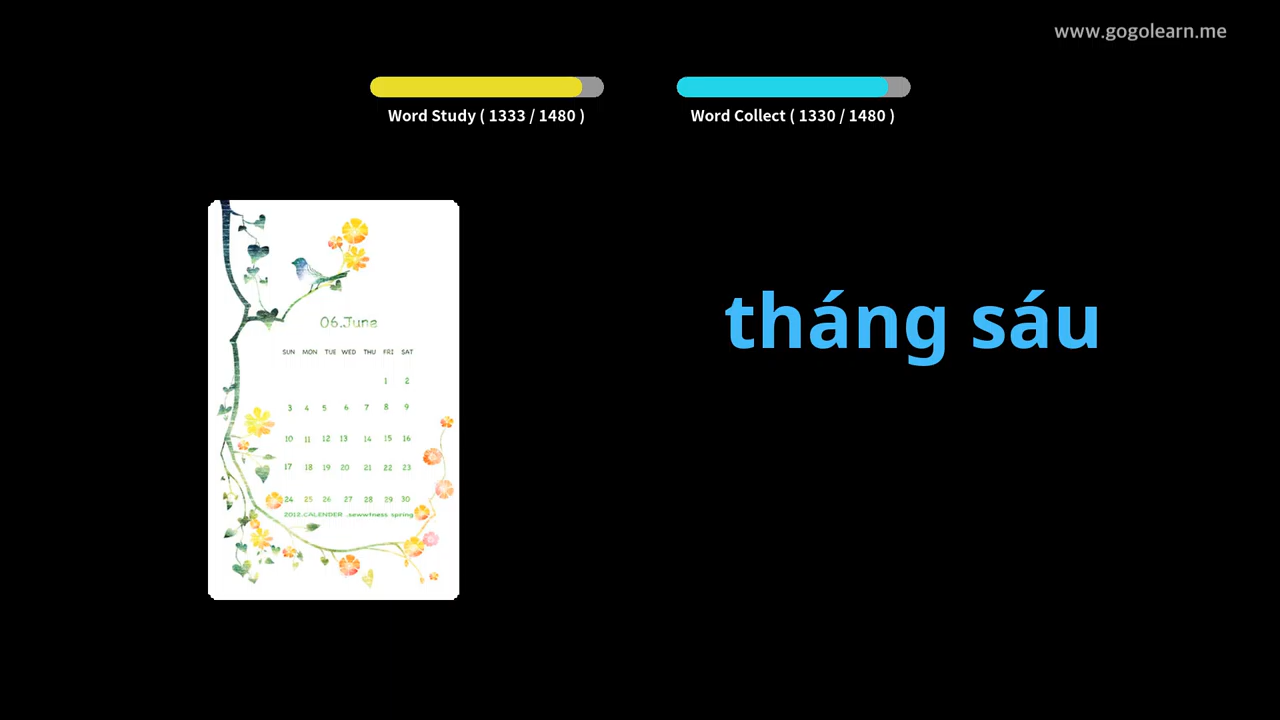 www.gogolearn.me
Word Study ( 1333 / 1480 )
Word Collect ( 1330 / 1480 )
tháng sáu
06.June
SUN MON TUE WED THU FRI SAT
1 2
3 4 5 6 7 8 9
10 11 12 13 14 15 16
17 18 19 20 21 22 23
24 25 26 27 28 29 30
2012.CALENDER .sewwtness spring